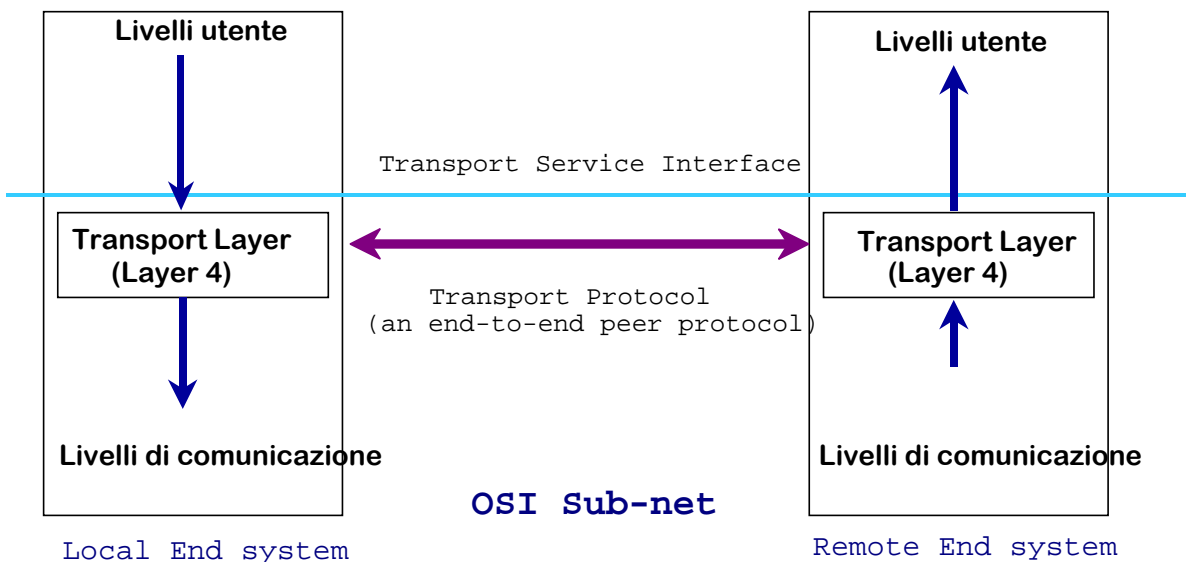 Livelli utente
Livelli utente
Transport Service Interface
Transport Layer
(Layer 4)
Transport Layer
(Layer 4)
Transport Protocol
(an end-to-end peer protocol)
Livelli di comunicazione
Livelli di comunicazione
OSI Sub-net
Local End system
Remote End system